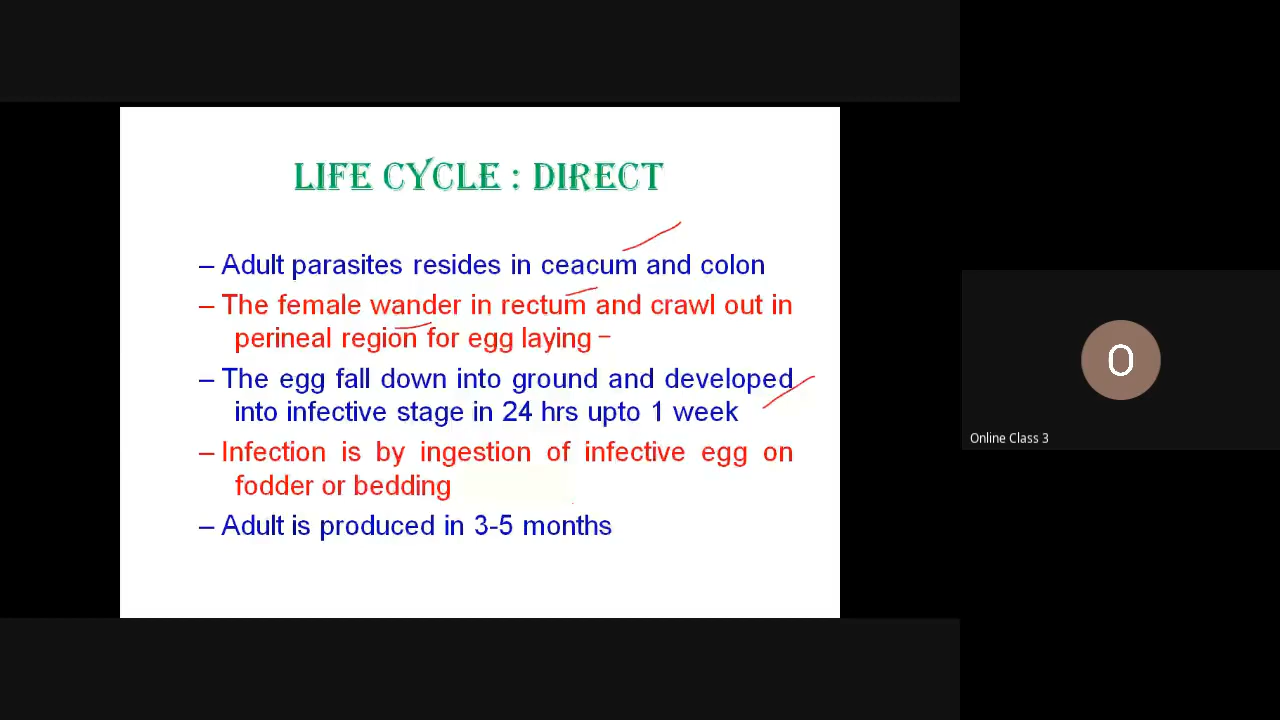 LIFE CYCLE : DIRECT
– Adult parasites resides in ceacum and colon
– The female wander in rectum and crawl out in
perineal region for egg laying
– The egg fall down into ground and developed
into infective stage in 24 hrs upto 1 week
– Infection is by ingestion of infective egg on
fodder or bedding
– Adult is produced in 3-5 months
O
Online Class 3